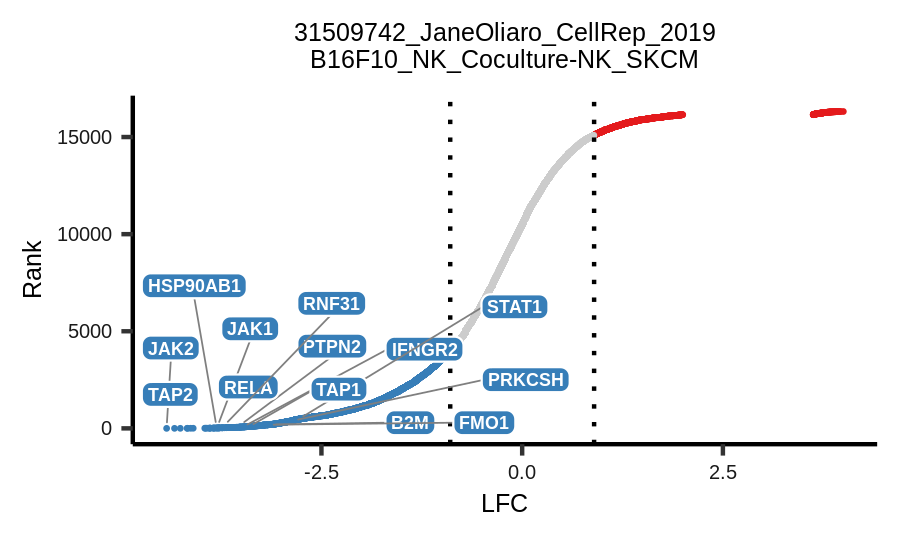 31509742_JaneOliaro_CellRep_2019
B16F10_NK_Coculture-NK_SKCM
Rank
15000
10000
5000
0
HSP90AB1
RNF31
STAT1
JAK1
JAK2
PTPN2
IFNGR2
TAP2
RELA
TAP1
PRKCSH
B2M
FMO1
-2.5
0.0
2.5
LFC